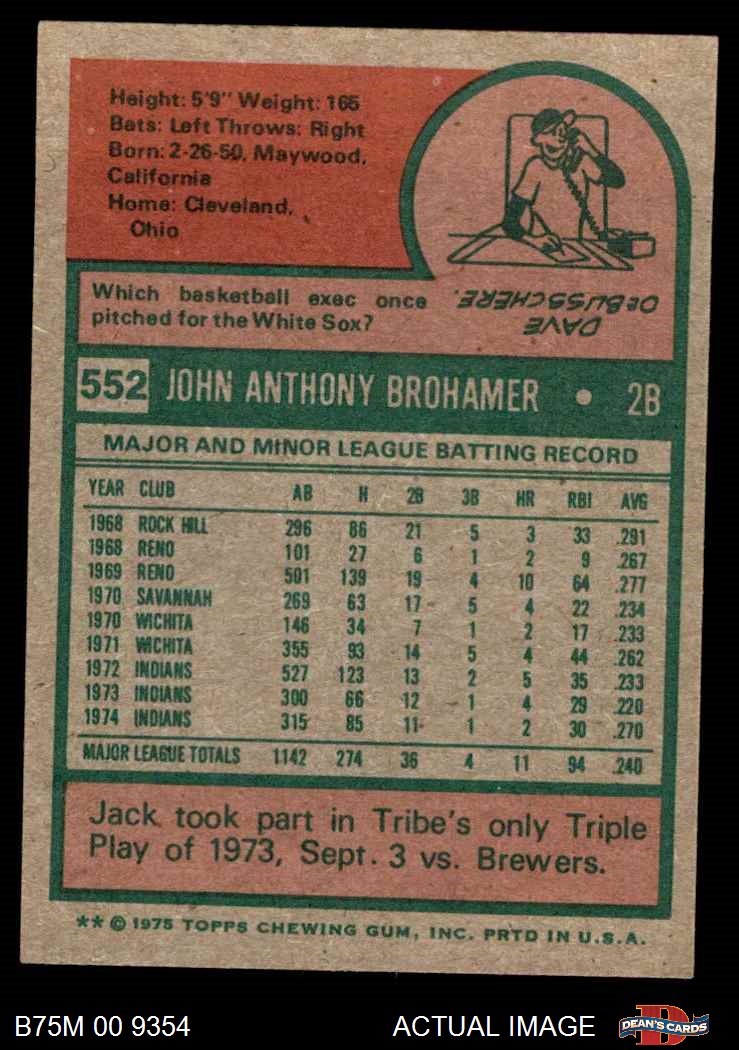 Height: 5'9" Weight: 165
Bats: Left Throws: Right
Born: 2-26-50, Maywood,
California
Home: Cleveland,
Ohio
Which basketball exec once
pitched for the White Sox?
DAVE
DeBUSSCHERE.
552 JOHN ANTHONY BROHAMER • 2B
MAJOR AND MINOR LEAGUE BATTING RECORD
YEAR CLUB AB H 2B 3B HR RBI AVG
1968 ROCK HILL 296 86 21 5 3 33 .291
1968 RENO 101 27 6 1 2 9 .267
1969 RENO 501 139 19 4 10 64 .277
1970 SAVANNAH 269 63 17 5 4 22 .234
1970 WICHITA 146 34 7 1 2 17 .233
1971 WICHITA 355 93 14 5 4 44 .262
1972 INDIANS 527 123 13 2 5 35 .233
1973 INDIANS 300 66 12 1 4 29 .220
1974 INDIANS 315 85 11 1 2 30 .270
MAJOR LEAGUE TOTALS 1142 274 36 4 11 94 .240
Jack took part in Tribe's only Triple
Play of 1973, Sept. 3 vs. Brewers.
** © 1975 TOPPS CHEWING GUM, INC. PRTD IN U.S.A.
B75M 00 9354 ACTUAL IMAGE
D
DEAN'S CARDS